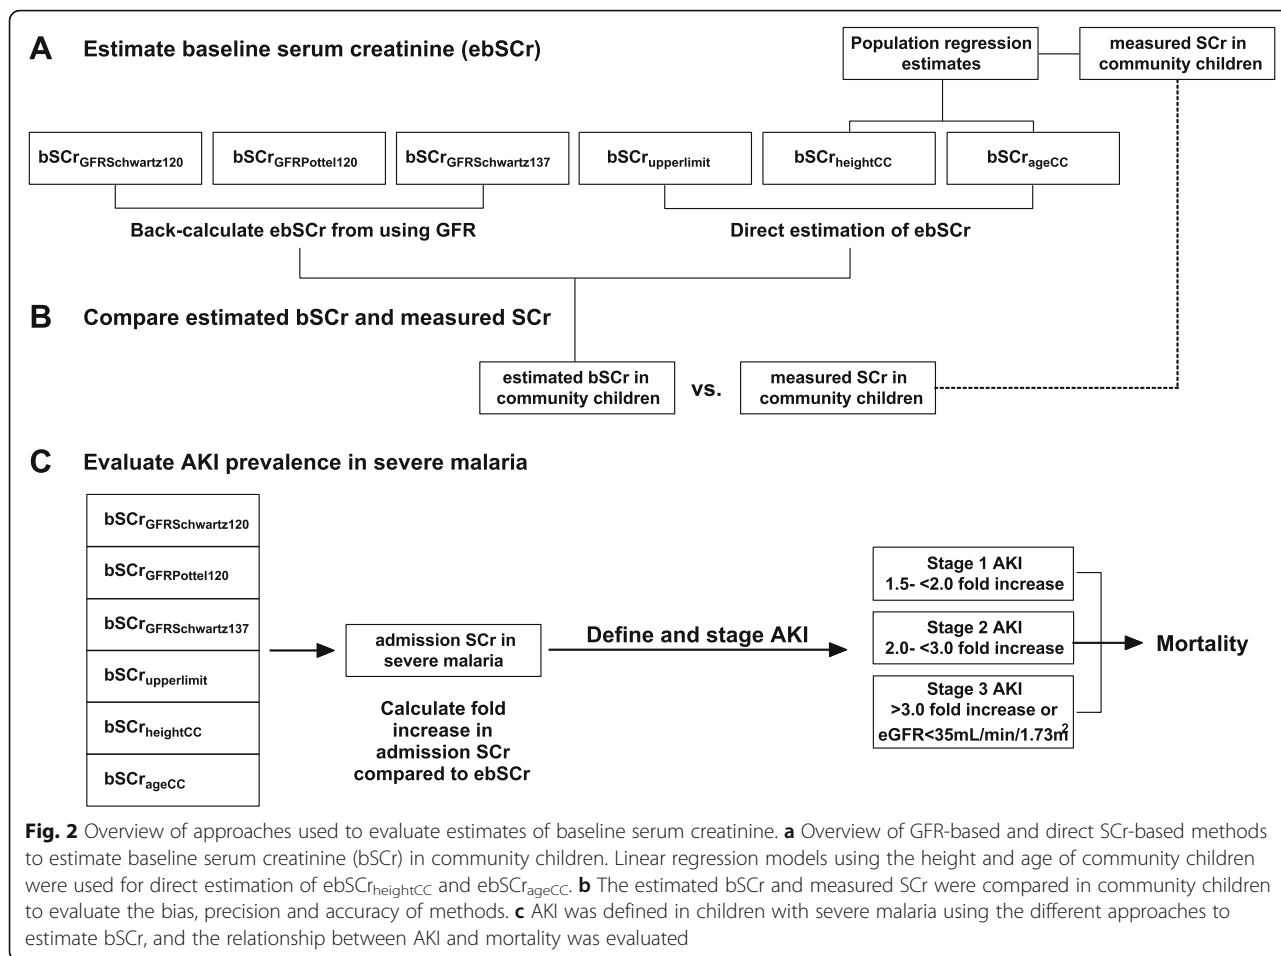 A Estimate baseline serum creatinine (ebSCr)
Population regression
estimates
measured SCr in
community children
bSCrGFRSchwartz120
bSCrGFRPottel120
bSCrGFRSchwartz137
bSCrupperlimit
bSCrheightCC
bSCrageCC
Back-calculate ebSCr from using GFR
Direct estimation of ebSCr
B Compare estimated bSCr and measured SCr
estimated bSCr in
community children
vs.
measured SCr in
community children
C Evaluate AKI prevalence in severe malaria
bSCrGFRSchwartz120
bSCrGFRPottel120
bSCrGFRSchwartz137
bSCrupperlimit
bSCrheightCC
bSCrageCC
admission SCr in
severe malaria
Calculate fold
increase in
admission SCr
compared to ebSCr
Define and stage AKI
Stage 1 AKI
1.5- <2.0 fold increase
Stage 2 AKI
2.0- <3.0 fold increase
Stage 3 AKI
>3.0 fold increase or
eGFR<35mL/min/1.73m2
Mortality
Fig. 2 Overview of approaches used to evaluate estimates of baseline serum creatinine. a Overview of GFR-based and direct SCr-based methods
to estimate baseline serum creatinine (bSCr) in community children. Linear regression models using the height and age of community children
were used for direct estimation of ebSCrheightCC and ebSCrageCC. b The estimated bSCr and measured SCr were compared in community children
to evaluate the bias, precision and accuracy of methods. c AKI was defined in children with severe malaria using the different approaches to
estimate bSCr, and the relationship between AKI and mortality was evaluated